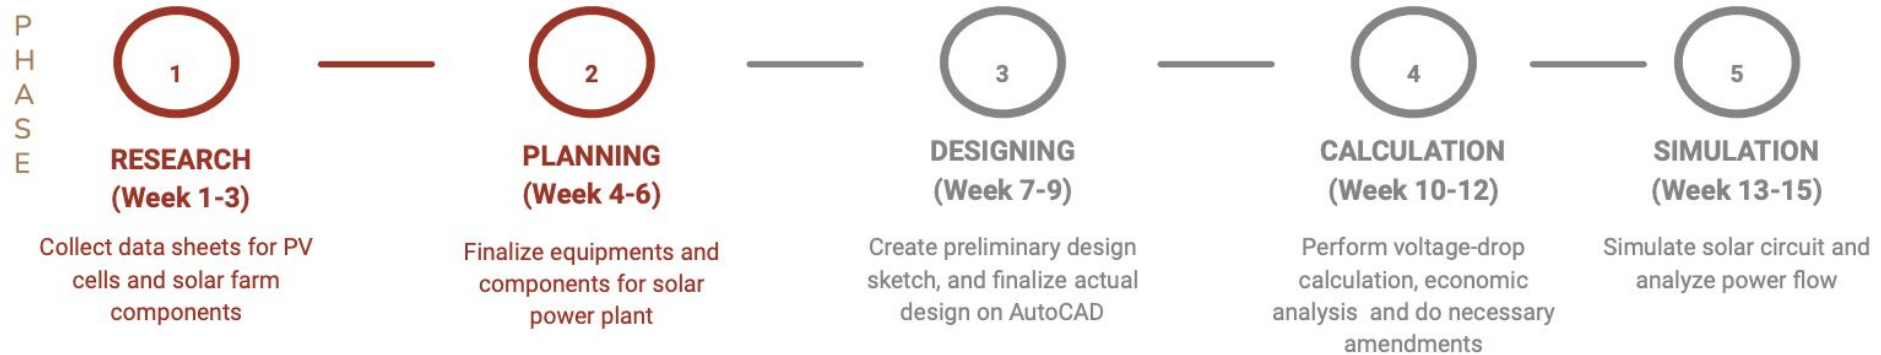 PHASE
1
RESEARCH
(Week 1-3)
Collect data sheets for PV
cells and solar farm
components
2
PLANNING
(Week 4-6)
Finalize equipments and
components for solar
power plant
3
DESIGNING
(Week 7-9)
Create preliminary design
sketch, and finalize actual
design on AutoCAD
4
CALCULATION
(Week 10-12)
Perform voltage-drop
calculation, economic
analysis and do necessary
amendments
5
SIMULATION
(Week 13-15)
Simulate solar circuit and
analyze power flow